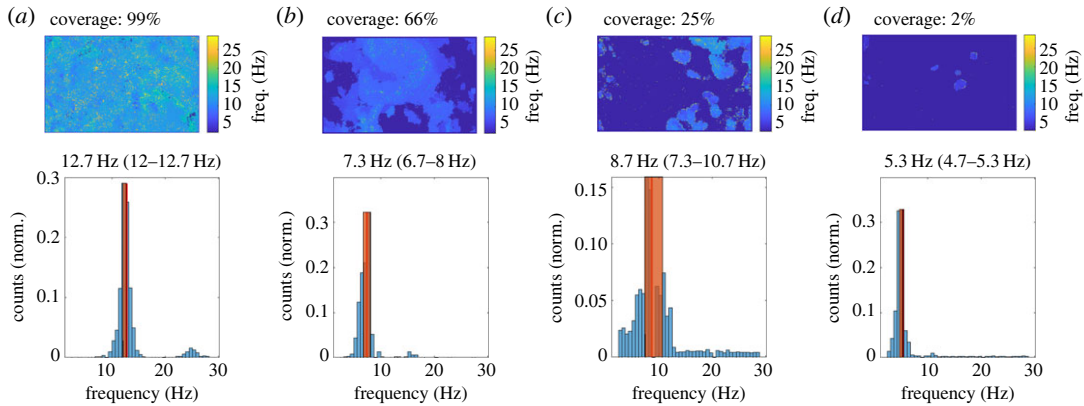 (a) coverage: 99%
25
20
15
10
5
freq. (Hz)
12.7 Hz (12–12.7 Hz)
0.3
0.2
0.1
0
10
20
30
counts (norm.)
frequency (Hz)
(b) coverage: 66%
25
20
15
10
5
freq. (Hz)
7.3 Hz (6.7–8 Hz)
0.4
0.3
0.2
0.1
0
10
20
30
counts (norm.)
frequency (Hz)
(c) coverage: 25%
25
20
15
10
5
freq. (Hz)
8.7 Hz (7.3–10.7 Hz)
0.15
0.10
0.05
0
10
20
30
counts (norm.)
frequency (Hz)
(d) coverage: 2%
25
20
15
10
5
freq. (Hz)
5.3 Hz (4.7–5.3 Hz)
0.4
0.3
0.2
0.1
0
10
20
30
counts (norm.)
frequency (Hz)